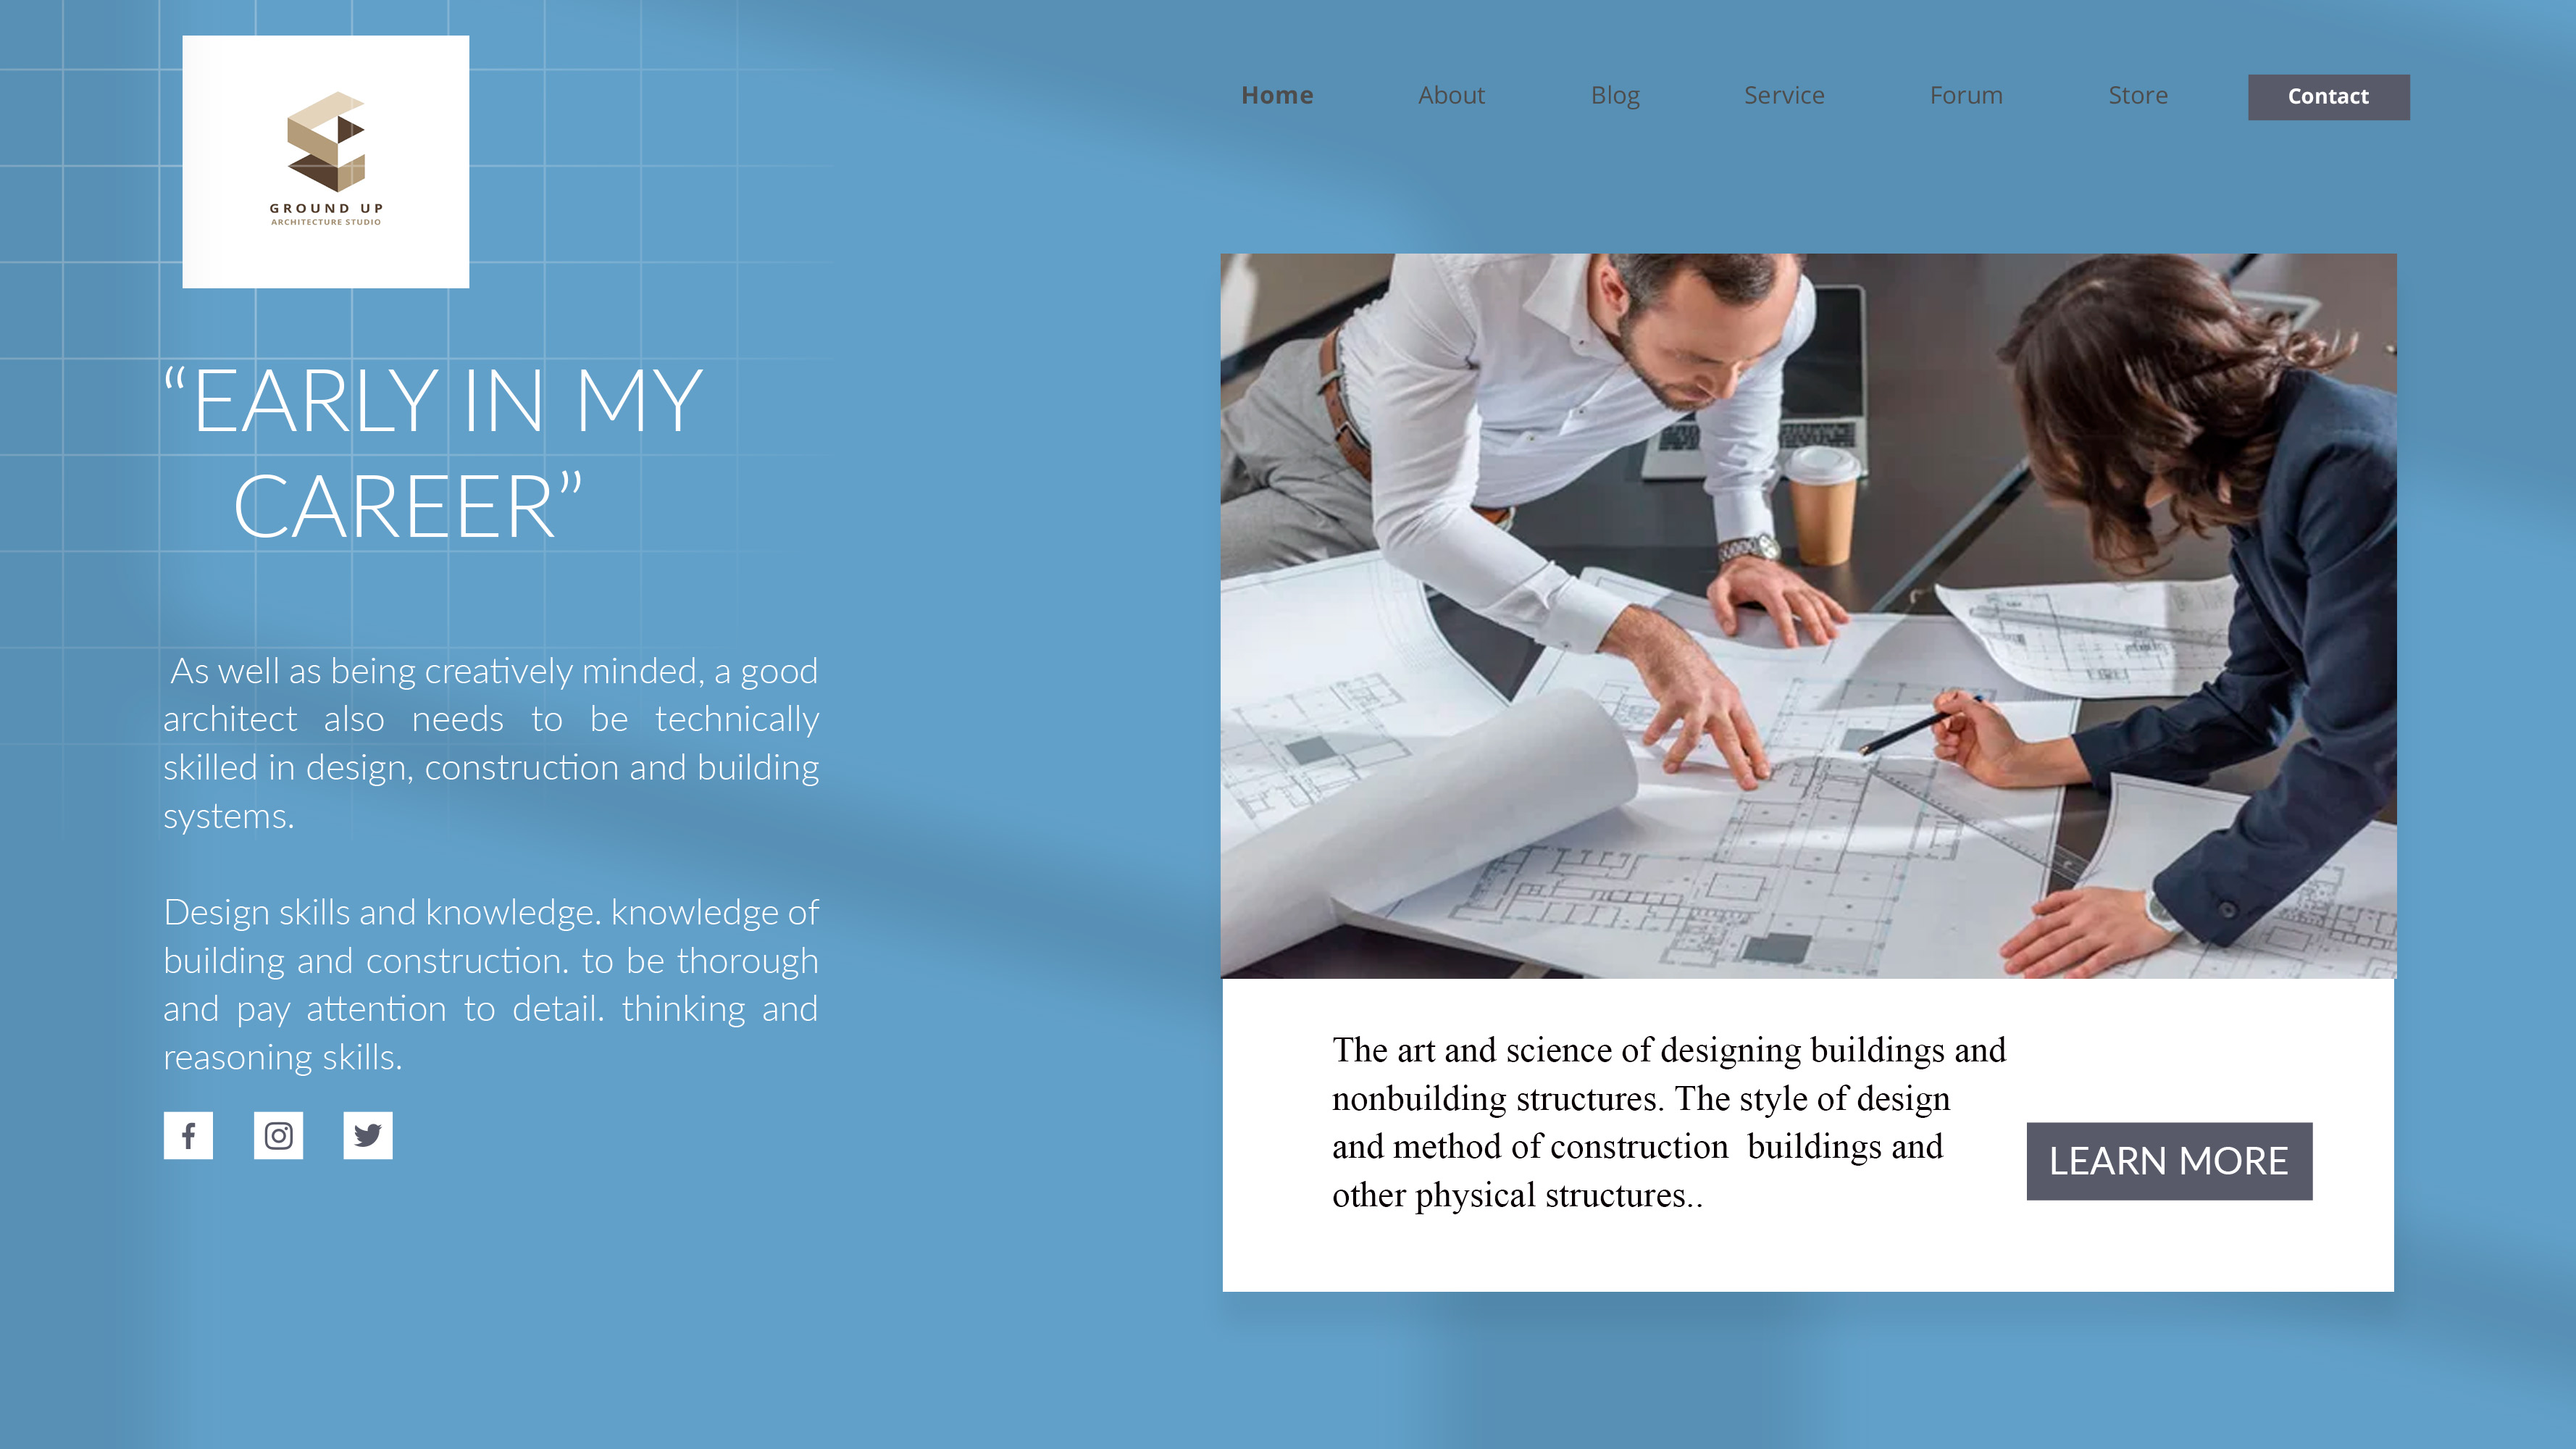 GROUND UP
ARCHITECTURE STUDIO
Home About Blog Service Forum Store Contact
“EARLY IN MY
CAREER”
As well as being creatively minded, a good
architect also needs to be technically
skilled in design, construction and building
systems.
Design skills and knowledge. knowledge of
building and construction. to be thorough
and pay attention to detail. thinking and
reasoning skills.
The art and science of designing buildings and
nonbuilding structures. The style of design
and method of construction  buildings and
other physical structures..
LEARN MORE